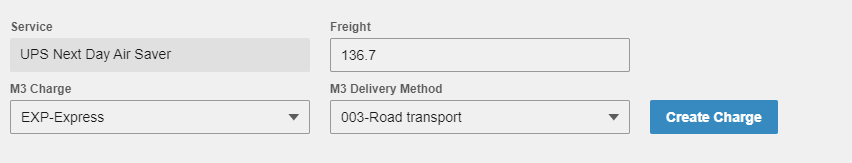 Service
Freight
UPS Next Day Air Saver
136.7
M3 Charge
M3 Delivery Method
EXP-Express
003-Road transport
Create Charge